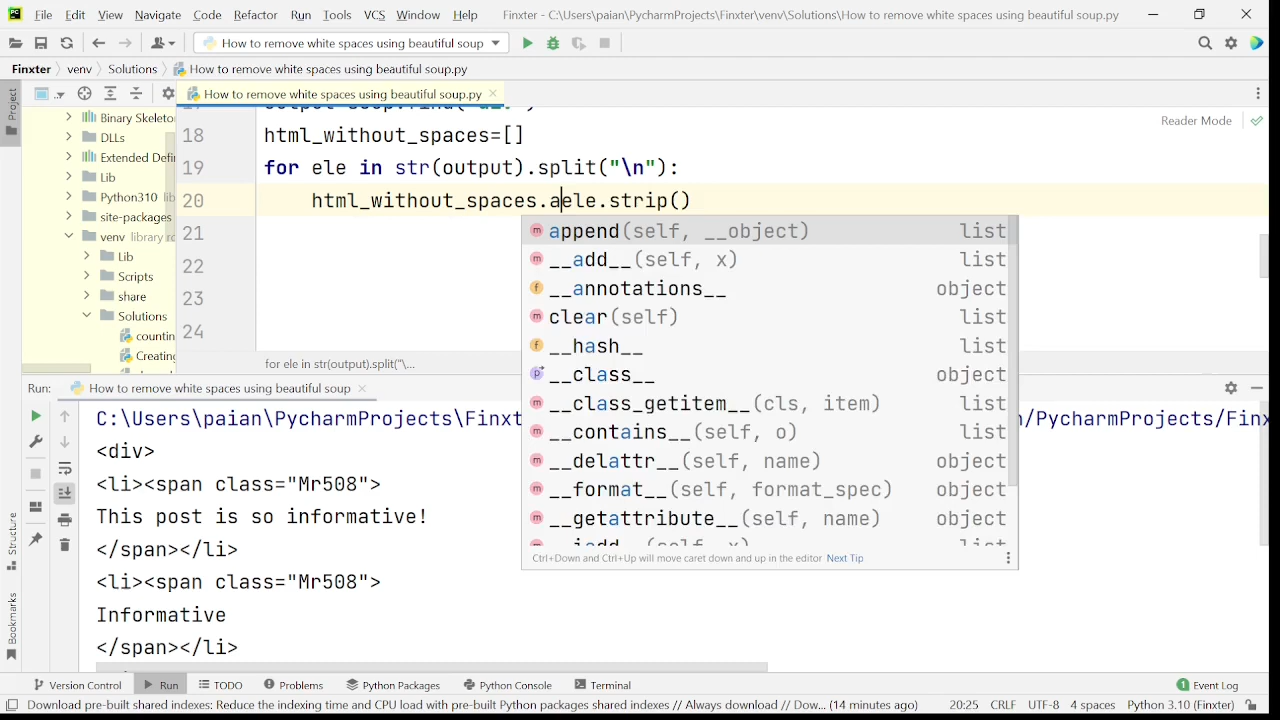 File Edit View Navigate Code Refactor Run Tools VCS Window Help Finxter - C:\Users\paian\PycharmProjects\Finxter\venv\Solutions\How to remove white spaces using beautiful soup.py
How to remove white spaces using beautiful soup
Finxter venv Solutions How to remove white spaces using beautiful soup.py
Project
How to remove white spaces using beautiful soup.py
Reader Mode
Binary Skeleto
DLLs
Extended Defi
Lib
Python310 lib
site-packages
venv library r
Lib
Scripts
share
Solutions
countin
Creating
18 html_without_spaces=[]
19 for ele in str(output).split("\n"):
20 html_without_spaces.aele.strip()
21
22
23
24
append(self, __object) list
__add__(self, x) list
__annotations__ object
clear(self) list
__hash__ list
__class__ object
__class_getitem__(cls, item) list
__contains__(self, o) list
__delattr__(self, name) object
__format__(self, format_spec) object
__getattribute__(self, name) object
Ctrl+Down and Ctrl+Up will move caret down and up in the editor Next Tip
for ele in str(output).split("\...
Run: How to remove white spaces using beautiful soup
C:\Users\paian\PycharmProjects\Finxt n/PycharmProjects/Finx
<div>
<li><span class="Mr508">
This post is so informative!
</span></li>
<li><span class="Mr508">
Informative
</span></li>
Structure
Bookmarks
Version Control Run TODO Problems Python Packages Python Console Terminal 1 Event Log
Download pre-built shared indexes: Reduce the indexing time and CPU load with pre-built Python packages shared indexes // Always download // Dow... (14 minutes ago) 20:25 CRLF UTF-8 4 spaces Python 3.10 (Finxter)